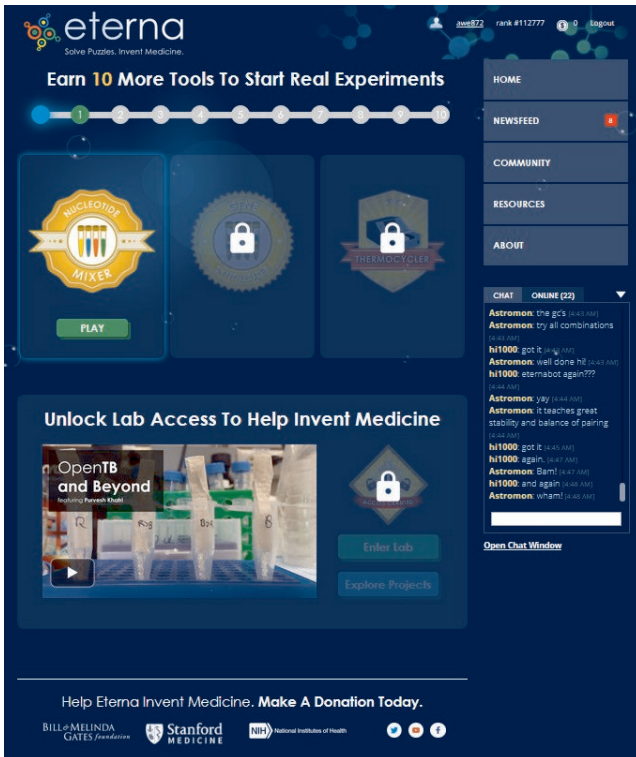 eterna
Solve Puzzles. Invent Medicine.
awe872 rank #112777 $ 0 Logout
Earn 10 More Tools To Start Real Experiments
1 2 3 4 5 6 7 8 9 10
HOME
NEWSFEED 8
COMMUNITY
RESOURCES
ABOUT
NUCLEOTIDE
MIXER
THERMOCYCLER
PLAY
CHAT ONLINE (22)
Astromon: the gc's [4:43 AM]
Astromon: try all combinations
[4:43 AM]
hi1000: got it [4:43 AM]
Astromon: well done hi! [4:43 AM]
hi1000: eternabot again???
[4:44 AM]
Astromon: yay [4:44 AM]
Astromon: it teaches great
stability and balance of pairing
[4:44 AM]
hi1000: got it [4:45 AM]
hi1000: again. [4:47 AM]
Astromon: Bam! [4:47 AM]
hi1000: and again [4:48 AM]
Astromon: wham! [4:48 AM]
Open Chat Window
Unlock Lab Access To Help Invent Medicine
OpenTB
and Beyond
featuring Purvesh Khatri
Enter Lab
Explore Projects
Help Eterna Invent Medicine. Make A Donation Today.
BILL & MELINDA
GATES foundation
Stanford
MEDICINE
NIH National Institutes of Health